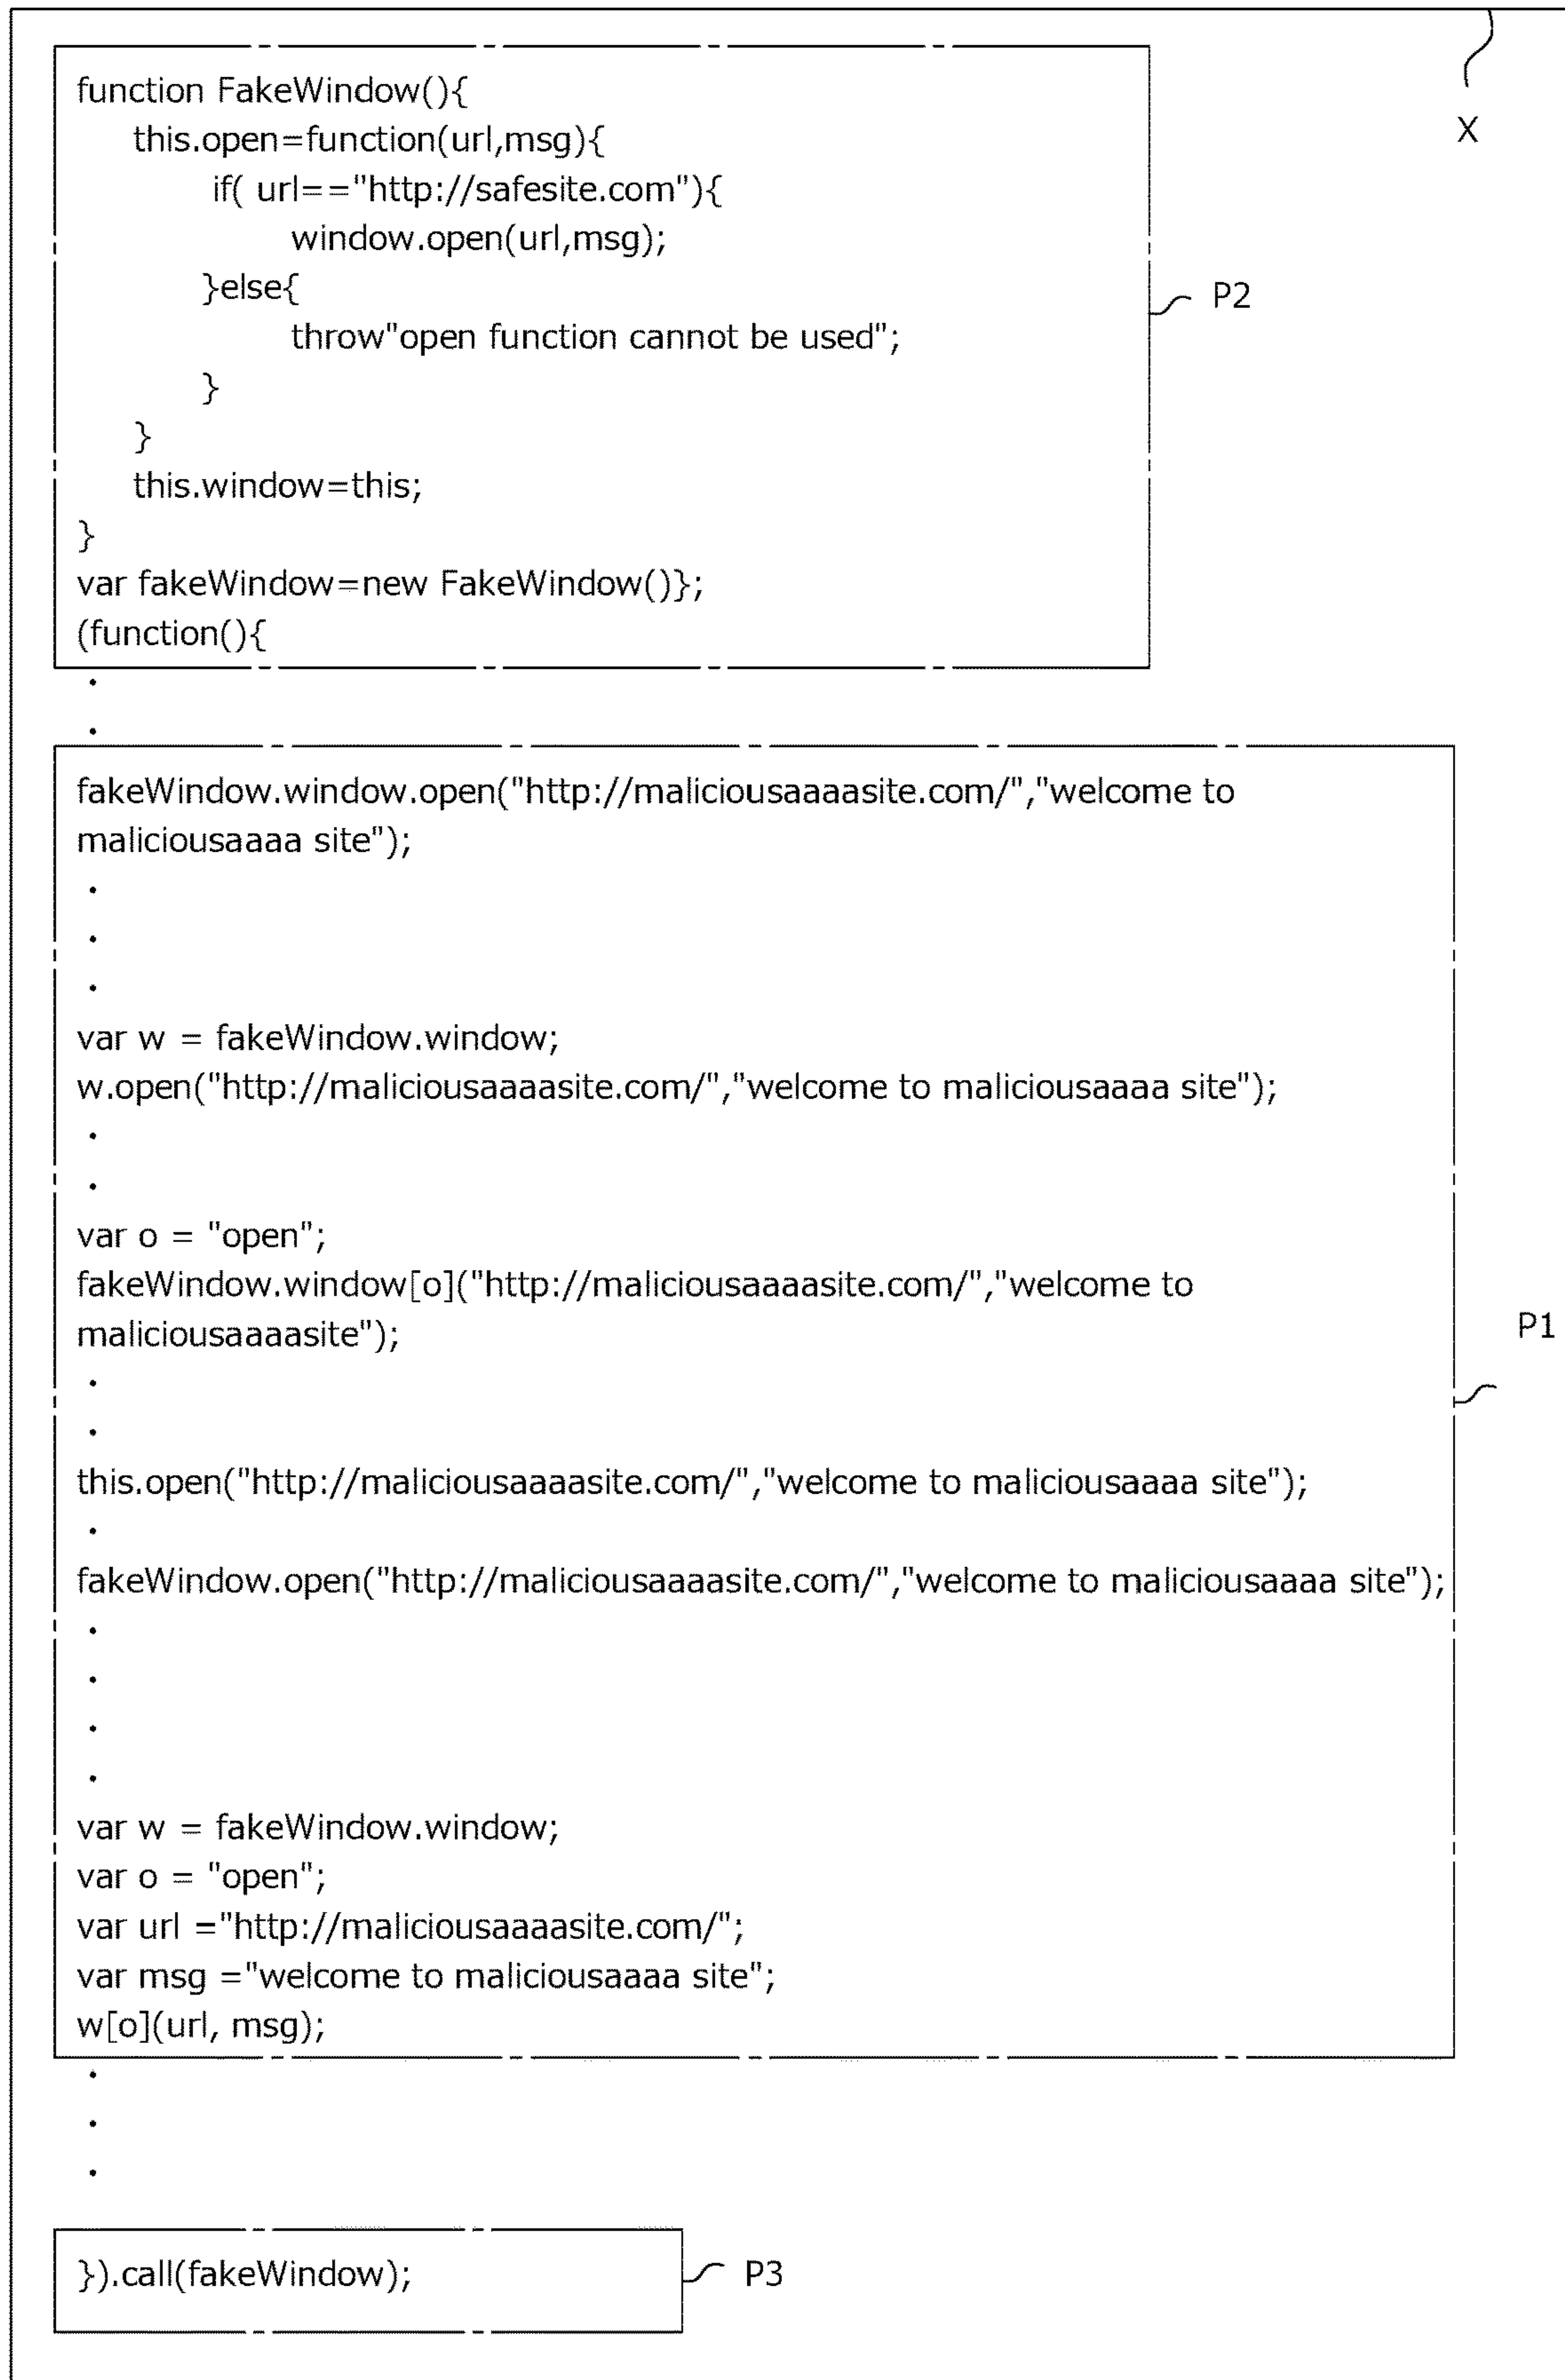 X
function FakeWindow(){
this.open=function(url,msg){
if( url=="http://safesite.com"){
window.open(url,msg);
}else{
throw"open function cannot be used";
}
}
this.window=this;
}
var fakeWindow=new FakeWindow()};
(function(){
P2
.
.
fakeWindow.window.open("http://maliciousaaaasite.com/","welcome to
maliciousaaaa site");
.
.
.
var w = fakeWindow.window;
w.open("http://maliciousaaaasite.com/","welcome to maliciousaaaa site");
.
.
var o = "open";
fakeWindow.window[o]("http://maliciousaaaasite.com/","welcome to
maliciousaaaasite");
.
.
this.open("http://maliciousaaaasite.com/","welcome to maliciousaaaa site");
.
fakeWindow.open("http://maliciousaaaasite.com/","welcome to maliciousaaaa site");
.
.
.
.
var w = fakeWindow.window;
var o = "open";
var url ="http://maliciousaaaasite.com/";
var msg ="welcome to maliciousaaaa site";
w[o](url, msg);
P1
.
.
.
}).call(fakeWindow);
P3